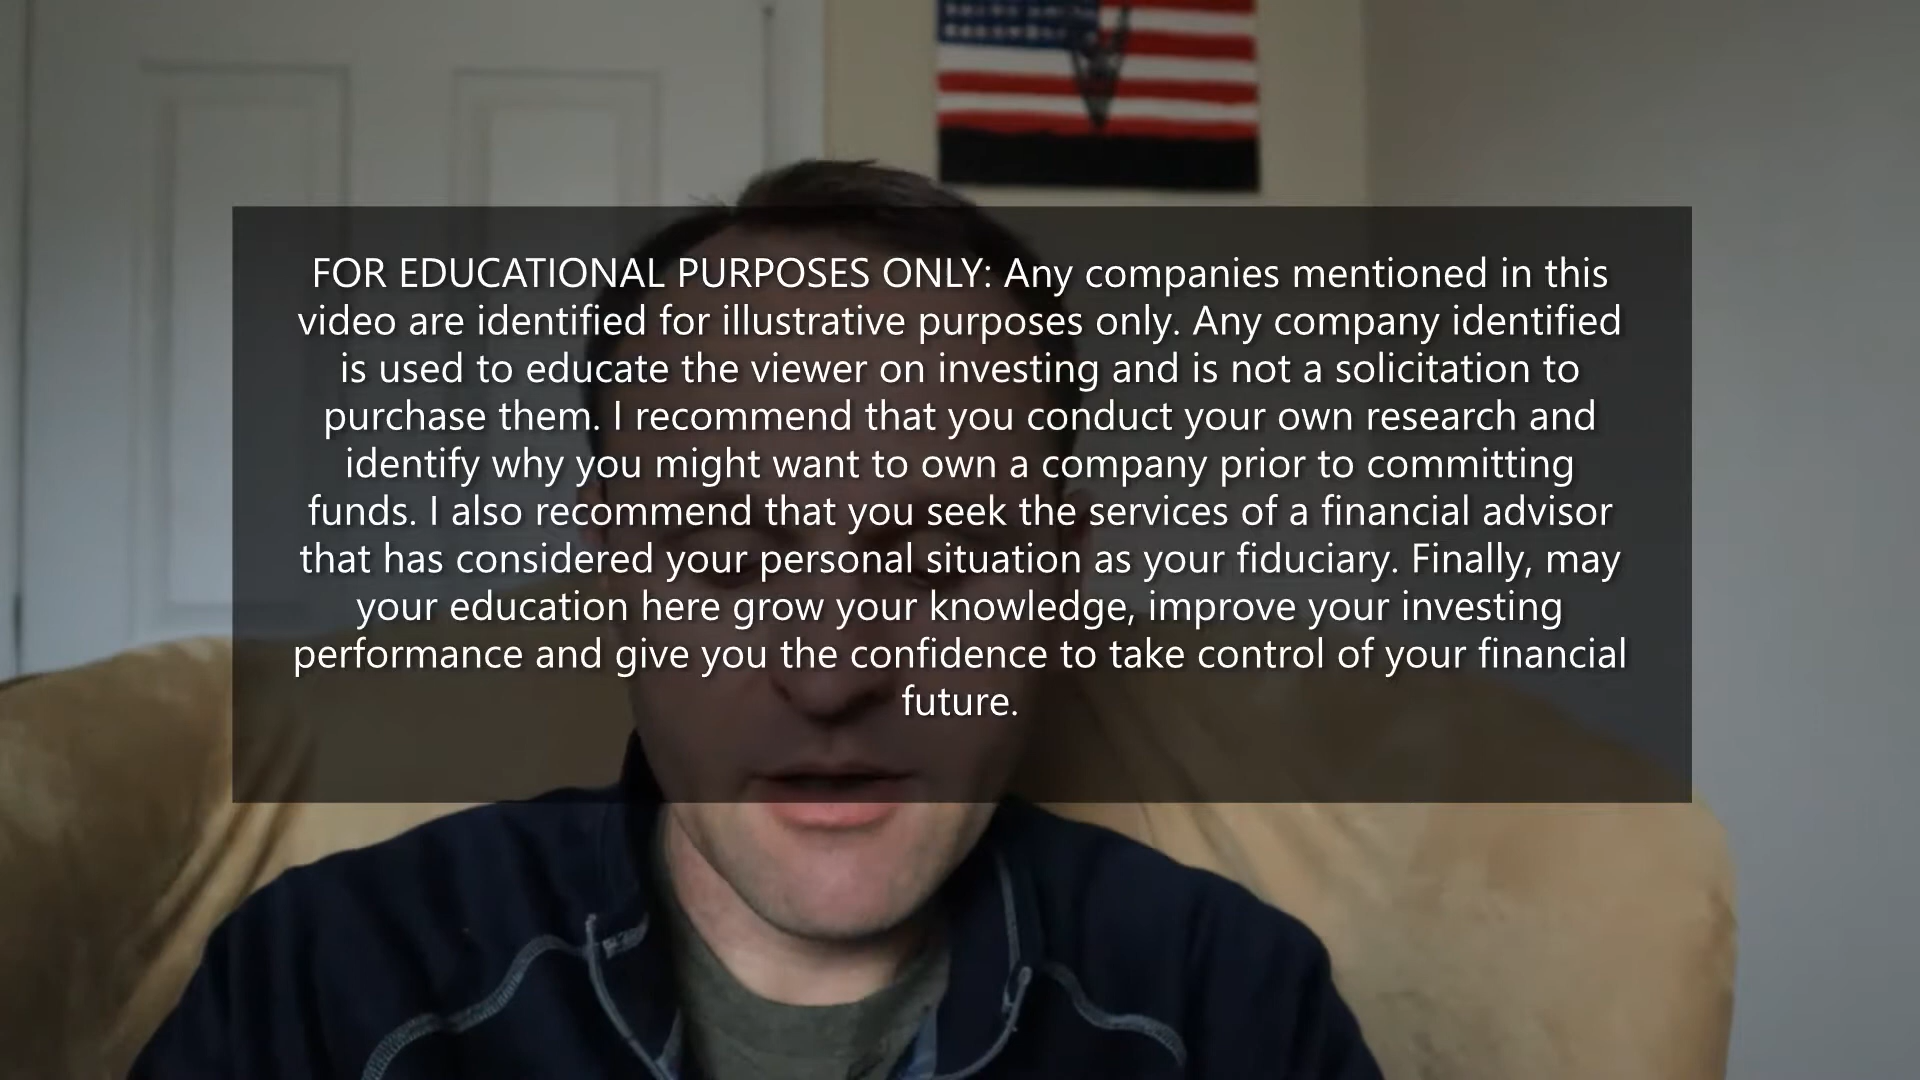 FOR EDUCATIONAL PURPOSES ONLY: Any companies mentioned in this
video are identified for illustrative purposes only. Any company identified
is used to educate the viewer on investing and is not a solicitation to
purchase them. I recommend that you conduct your own research and
identify why you might want to own a company prior to committing
funds. I also recommend that you seek the services of a financial advisor
that has considered your personal situation as your fiduciary. Finally, may
your education here grow your knowledge, improve your investing
performance and give you the confidence to take control of your financial
future.